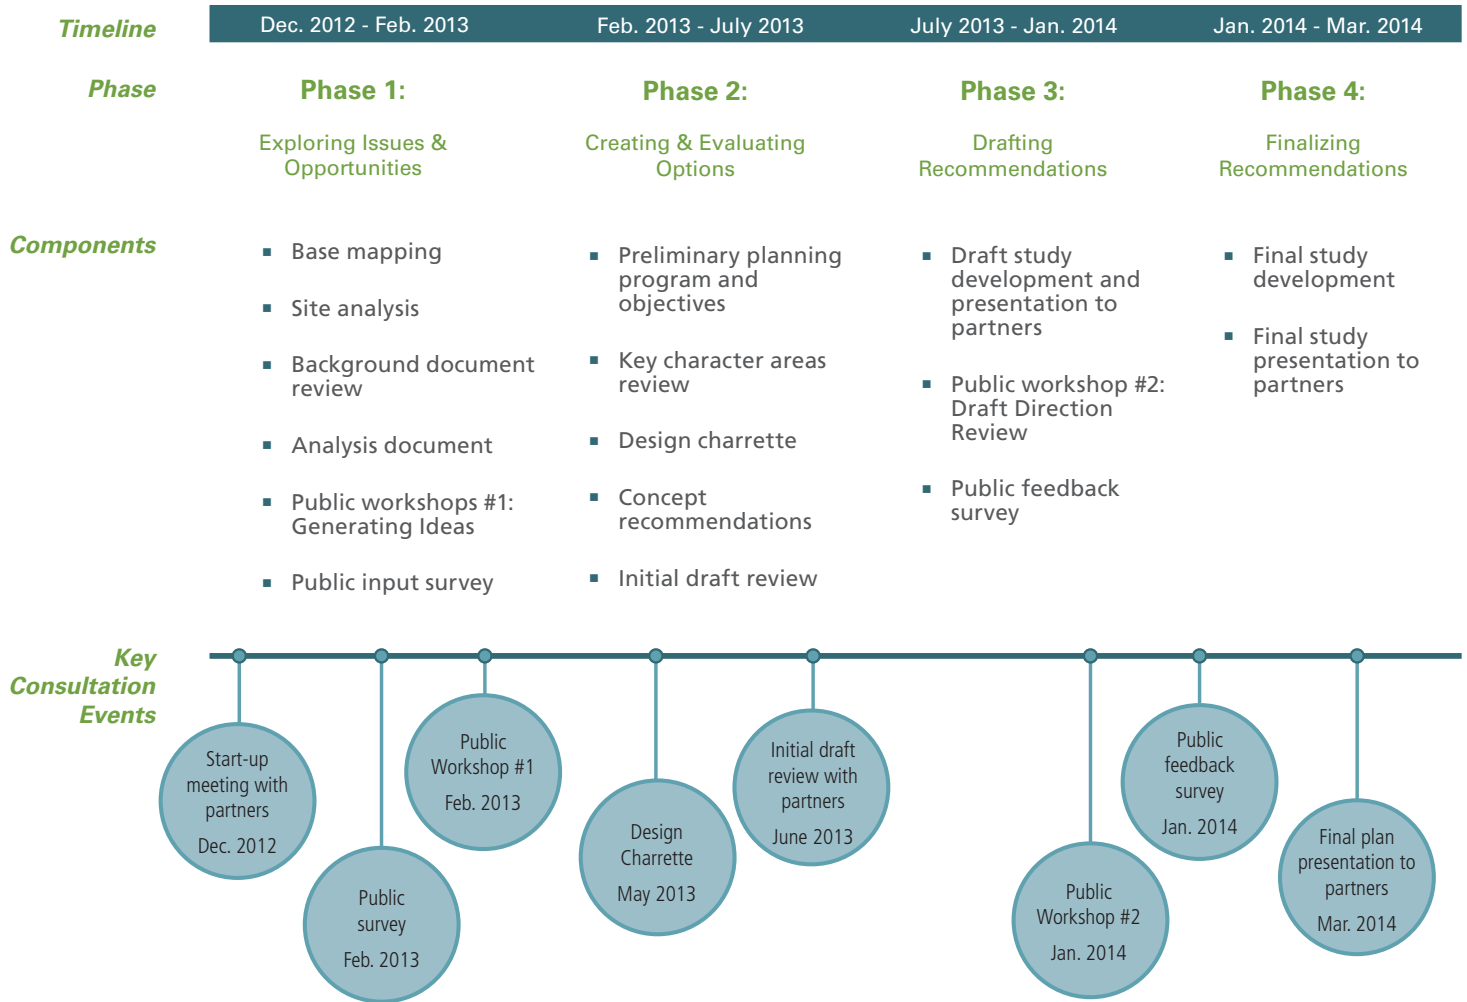 Timeline
Dec. 2012 - Feb. 2013
Feb. 2013 - July 2013
July 2013 - Jan. 2014
Jan. 2014 - Mar. 2014
Phase
Phase 1:
Phase 2:
Phase 3:
Phase 4:
Exploring Issues &
Opportunities
Creating & Evaluating
Options
Drafting
Recommendations
Finalizing
Recommendations
Components
▪ Base mapping
▪ Site analysis
▪ Background document
review
▪ Analysis document
▪ Public workshops #1:
Generating Ideas
▪ Public input survey
▪ Preliminary planning
program and
objectives
▪ Key character areas
review
▪ Design charrette
▪ Concept
recommendations
▪ Initial draft review
▪ Draft study
development and
presentation to
partners
▪ Public workshop #2:
Draft Direction
Review
▪ Public feedback
survey
▪ Final study
development
▪ Final study
presentation to
partners
Key
Consultation
Events
Start-up
meeting with
partners
Dec. 2012
Public
survey
Feb. 2013
Public
Workshop #1
Feb. 2013
Design
Charrette
May 2013
Initial draft
review with
partners
June 2013
Public
Workshop #2
Jan. 2014
Public
feedback
survey
Jan. 2014
Final plan
presentation to
partners
Mar. 2014